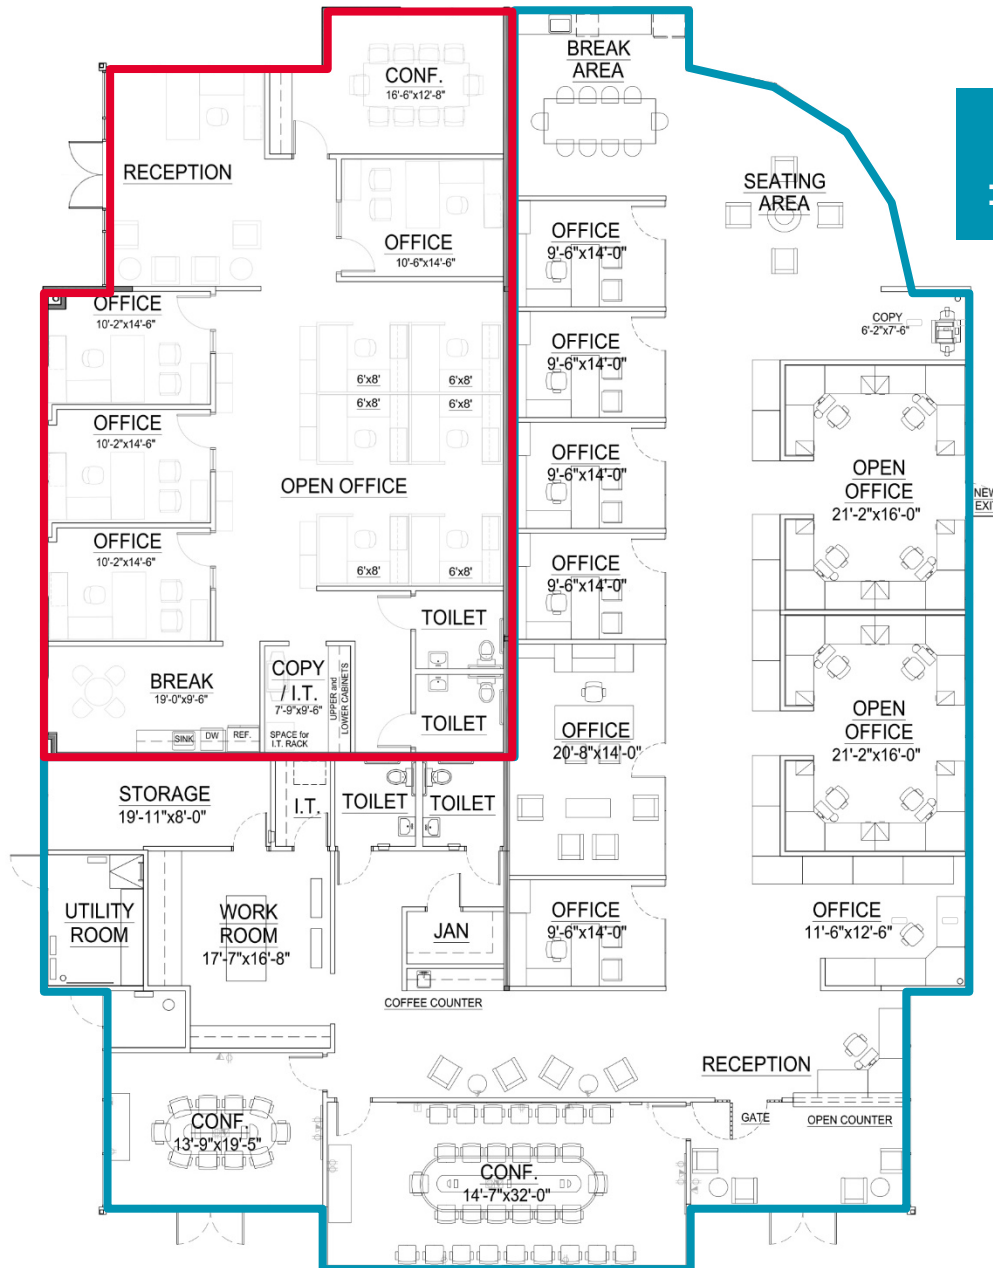 CONF.
16'-6"x12'-8"
RECEPTION
OFFICE
10'-6"x14'-6"
OFFICE
10'-2"x14'-6"
OFFICE
10'-2"x14'-6"
OFFICE
10'-2"x14'-6"
6'x8'
6'x8'
6'x8'
6'x8'
OPEN OFFICE
6'x8'
6'x8'
TOILET
TOILET
BREAK
19'-0"x9'-6"
SINK
DW
REF.
COPY
/ I.T.
7'-9"x9'-6"
SPACE for
I.T. RACK
UPPER and
LOWER CABINETS
BREAK
AREA
SEATING
AREA
OFFICE
9'-6"x14'-0"
OFFICE
9'-6"x14'-0"
OFFICE
9'-6"x14'-0"
OFFICE
9'-6"x14'-0"
OFFICE
20'-8"x14'-0"
OFFICE
9'-6"x14'-0"
COPY
6'-2"x7'-6"
OPEN
OFFICE
21'-2"x16'-0"
NEW
EXIT
OPEN
OFFICE
21'-2"x16'-0"
OFFICE
11'-6"x12'-6"
STORAGE
19'-11"x8'-0"
I.T.
TOILET
TOILET
UTILITY
ROOM
WORK
ROOM
17'-7"x16'-8"
JAN
COFFEE COUNTER
RECEPTION
GATE
OPEN COUNTER
CONF.
13'-9"x19'-5"
CONF.
14'-7"x32'-0"